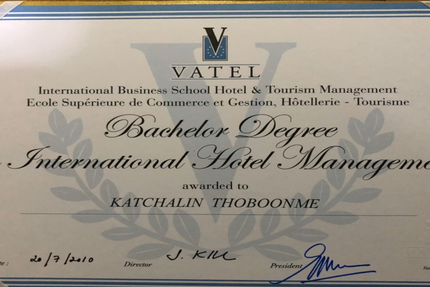 VATEL
International Business School Hotel & Tourism Management
Ecole Supérieure de Commerce et Gestion, Hôtellerie - Tourisme
Bachelor Degree
International Hotel Manageme
awarded to
KATCHALIN THOBOONME
20/7/2010 Director J. KILL President